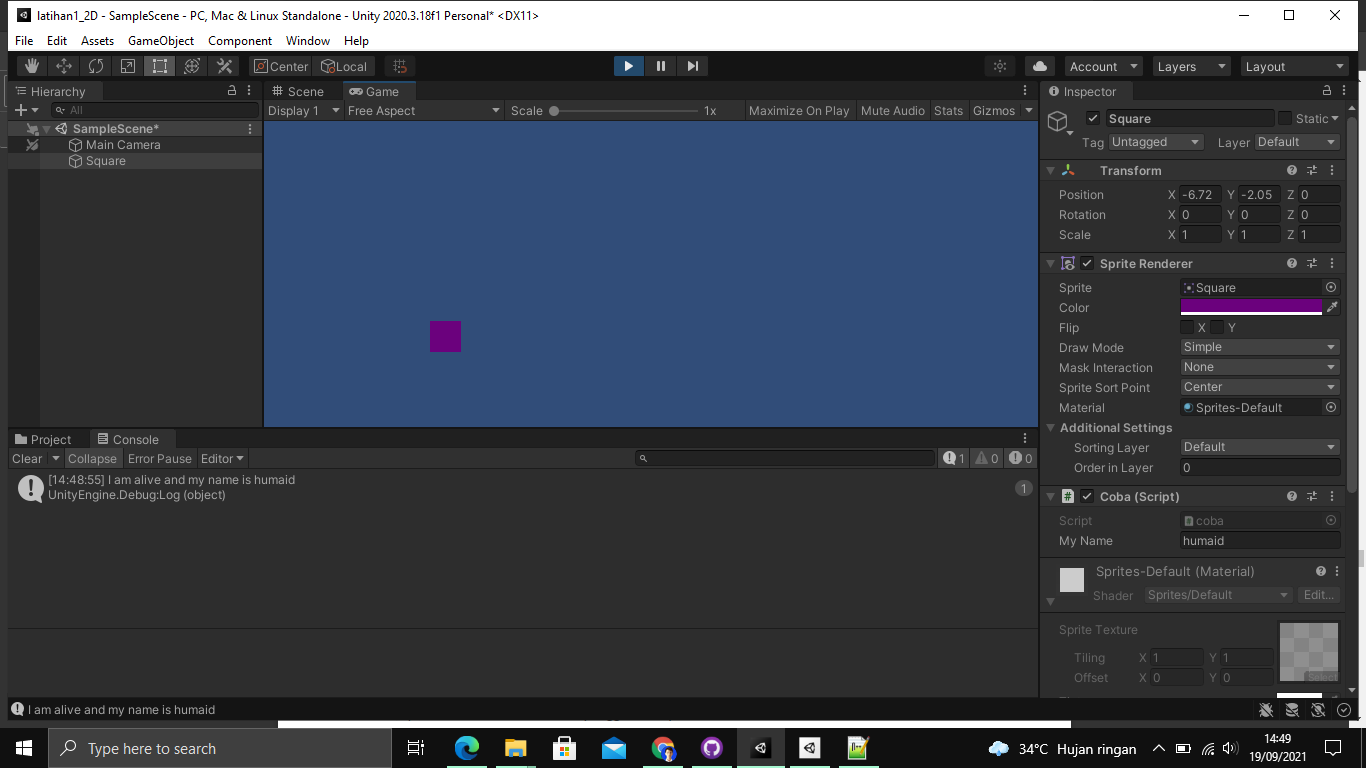 latihan1_2D - SampleScene - PC, Mac & Linux Standalone - Unity 2020.3.18f1 Personal* <DX11>
File Edit Assets GameObject Component Window Help
Center Local Account Layers Layout
Hierarchy
All
SampleScene*
Main Camera
Square
Scene Game
Display 1 Free Aspect Scale 1x Maximize On Play Mute Audio Stats Gizmos
Inspector
Square Static
Tag Untagged Layer Default
Transform
Position X -6.72 Y -2.05 Z 0
Rotation X 0 Y 0 Z 0
Scale X 1 Y 1 Z 1
Sprite Renderer
Sprite Square
Color
Flip X Y
Draw Mode Simple
Mask Interaction None
Sprite Sort Point Center
Material Sprites-Default
Additional Settings
Sorting Layer Default
Order in Layer 0
Coba (Script)
Script coba
My Name humaid
Sprites-Default (Material)
Shader Sprites/Default Edit...
Sprite Texture
Tiling X 1 Y 1
Offset X 0 Y 0
Select
Project Console
Clear Collapse Error Pause Editor 1 0 0
[14:48:55] I am alive and my name is humaid
UnityEngine.Debug:Log (object)
1
I am alive and my name is humaid
Type here to search
34°C Hujan ringan
14:49
19/09/2021